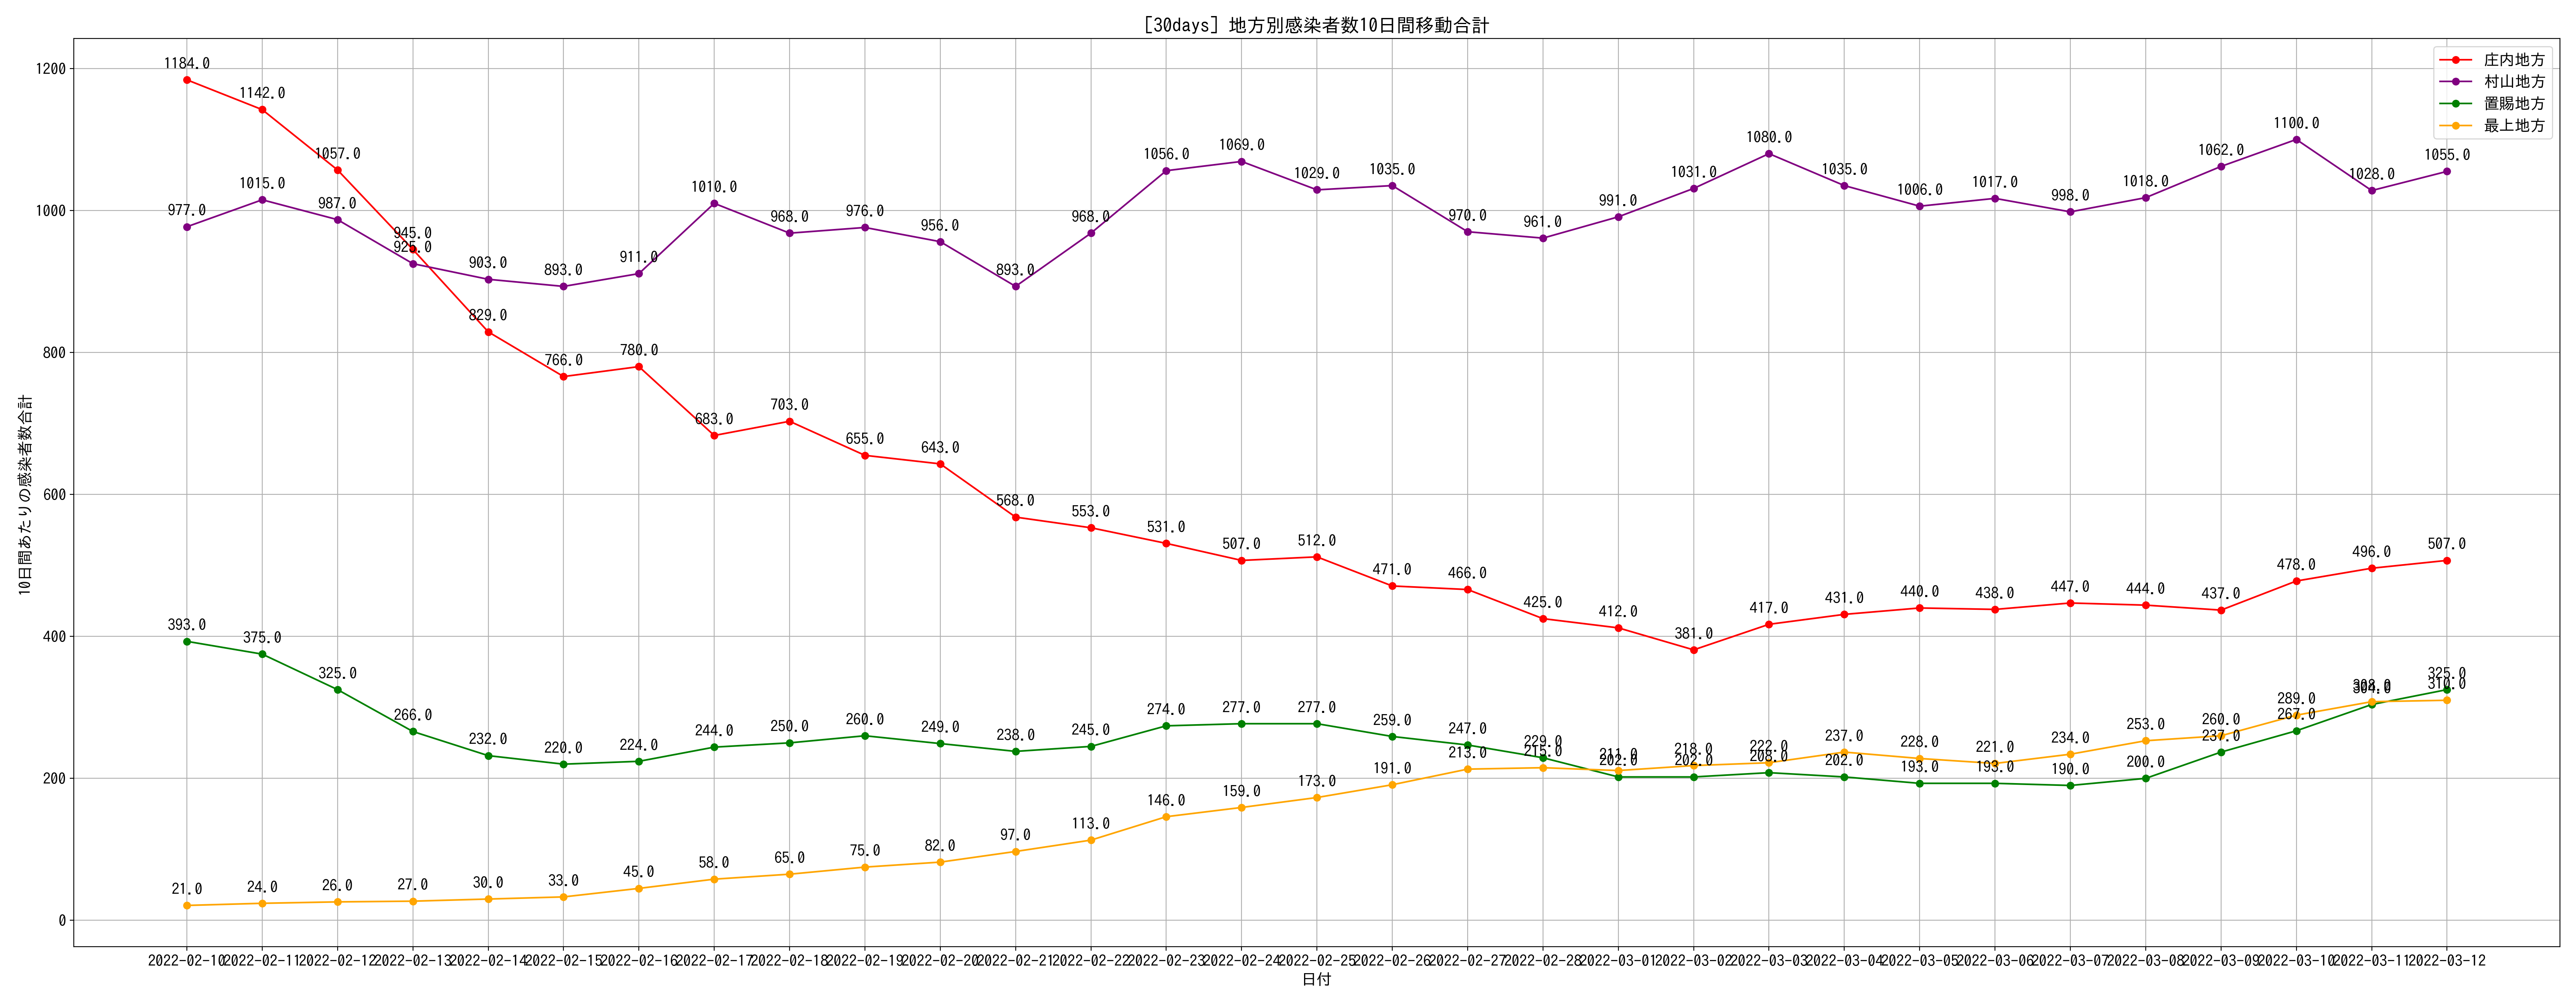 [30days] 地方別感染者数10日間移動合計
庄内地方
村山地方
置賜地方
最上地方
10日間あたりの感染者数合計
1200
1000
800
600
400
200
0
1184.0 1142.0 1057.0 945.0 829.0 766.0 780.0 683.0 703.0 655.0 643.0 568.0 553.0 531.0 507.0 512.0 471.0 466.0 425.0 412.0 381.0 417.0 431.0 440.0 438.0 447.0 444.0 437.0 478.0 496.0 507.0
977.0 1015.0 987.0 925.0 903.0 893.0 911.0 1010.0 968.0 976.0 956.0 893.0 968.0 1056.0 1069.0 1029.0 1035.0 970.0 961.0 991.0 1031.0 1080.0 1035.0 1006.0 1017.0 998.0 1018.0 1062.0 1100.0 1028.0 1055.0
393.0 375.0 325.0 266.0 232.0 220.0 224.0 244.0 250.0 260.0 249.0 238.0 245.0 274.0 277.0 277.0 259.0 247.0 229.0 202.0 202.0 208.0 202.0 193.0 193.0 190.0 200.0 237.0 267.0 304.0 325.0
21.0 24.0 26.0 27.0 30.0 33.0 45.0 58.0 65.0 75.0 82.0 97.0 113.0 146.0 159.0 173.0 191.0 213.0 215.0 211.0 218.0 222.0 237.0 228.0 221.0 234.0 253.0 260.0 289.0 308.0 310.0
2022-02-10 2022-02-11 2022-02-12 2022-02-13 2022-02-14 2022-02-15 2022-02-16 2022-02-17 2022-02-18 2022-02-19 2022-02-20 2022-02-21 2022-02-22 2022-02-23 2022-02-24 2022-02-25 2022-02-26 2022-02-27 2022-02-28 2022-03-01 2022-03-02 2022-03-03 2022-03-04 2022-03-05 2022-03-06 2022-03-07 2022-03-08 2022-03-09 2022-03-10 2022-03-11 2022-03-12
日付